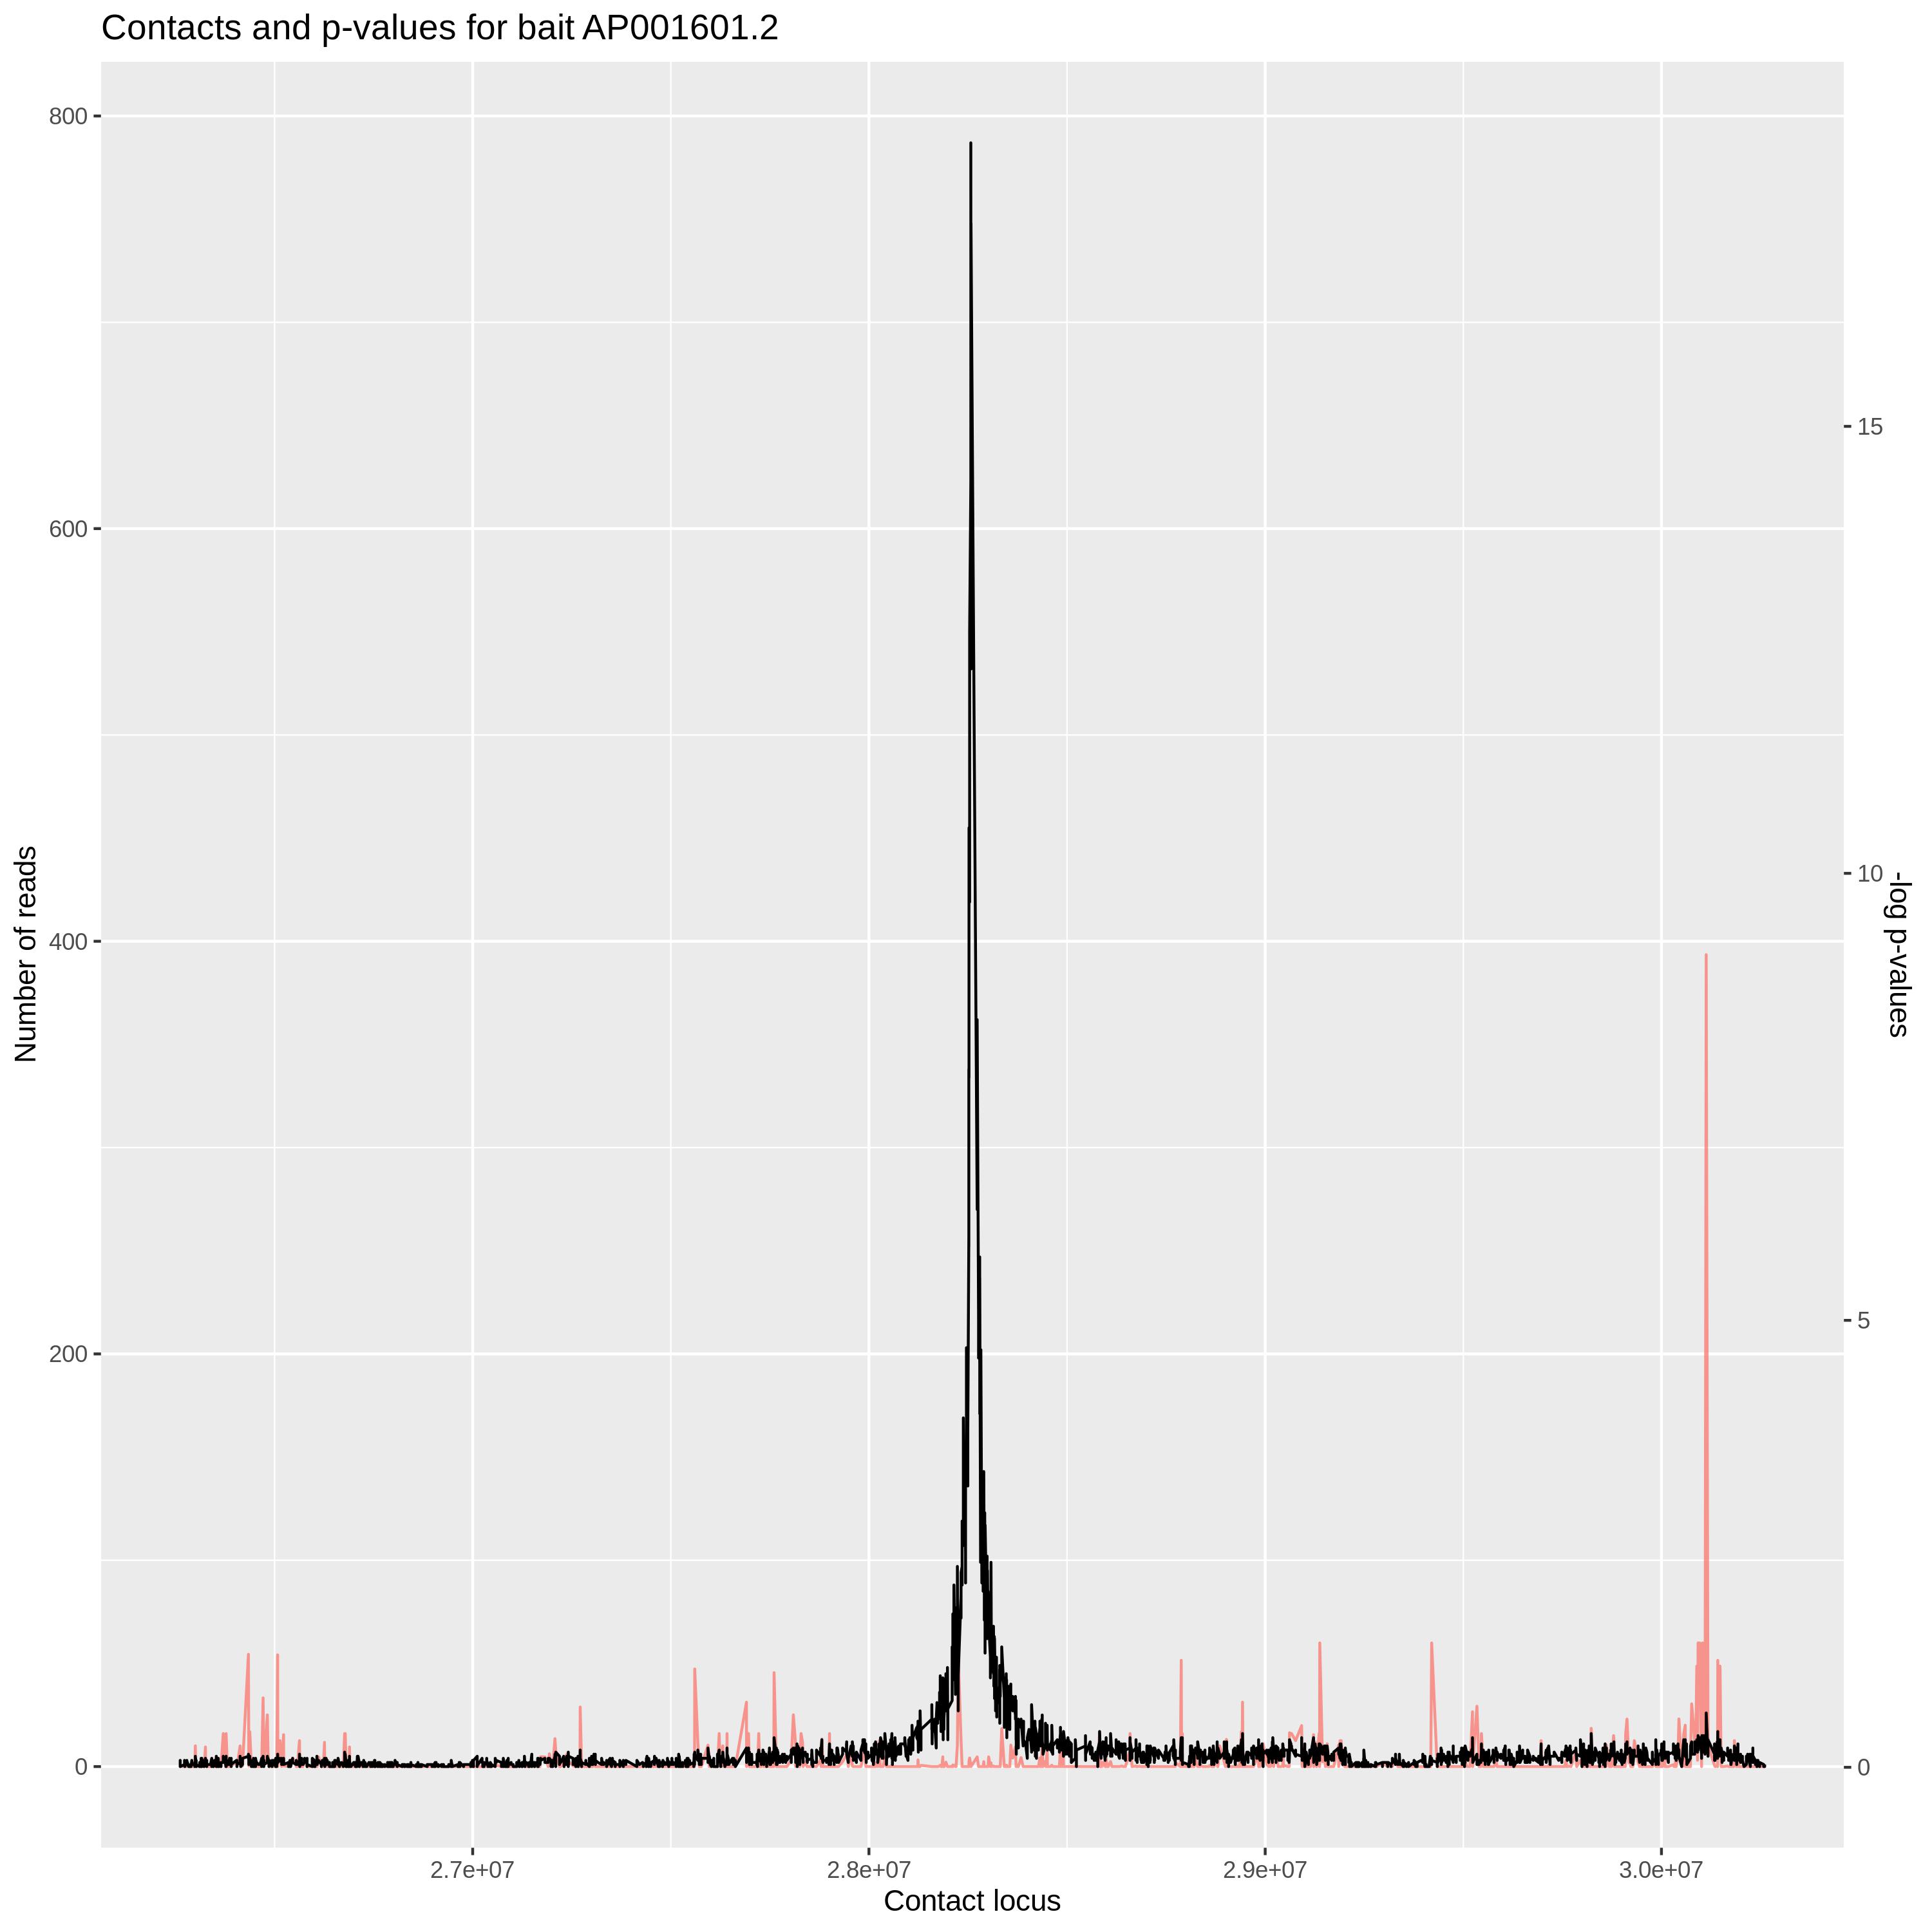 Contacts and p-values for bait AP001601.2
800
600
400
200
0
Number of reads
15
10
5
0
-log p-values
2.7e+07
2.8e+07
2.9e+07
3.0e+07
Contact locus